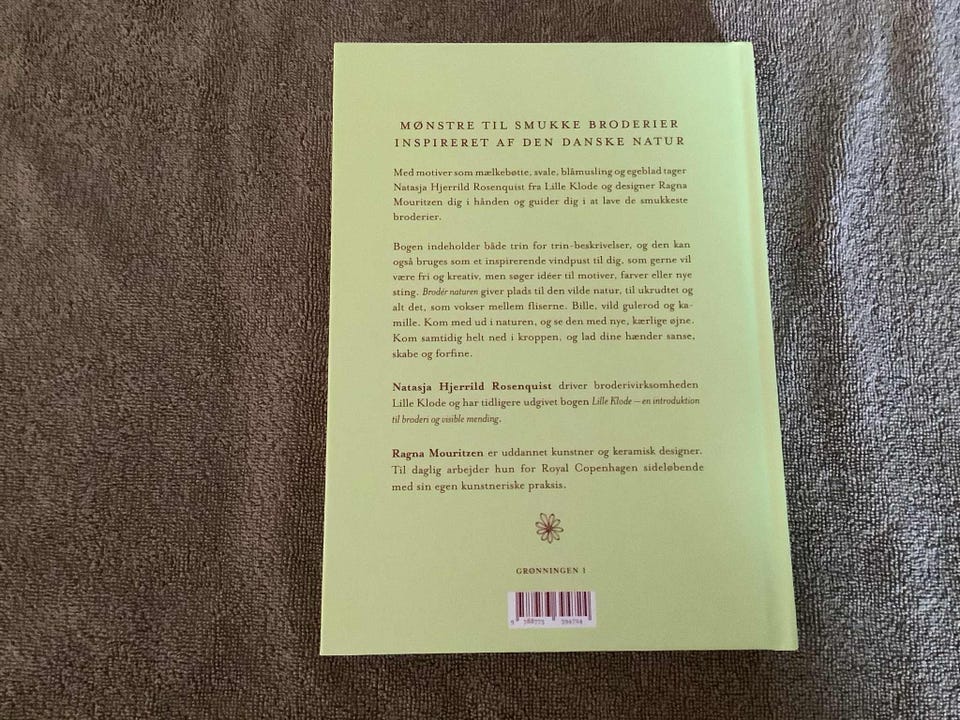 MØNSTRE TIL SMUKKE BRODERIER
INSPIRERET AF DEN DANSKE NATUR
Med motiver som mælkebøtte, svale, blåmusling og egeblad tager
Natasja Hjerrild Rosenquist fra Lille Klode og designer Ragna
Mouritzen dig i hånden og guider dig i at lave de smukkeste
broderier.
Bogen indeholder både trin for trin-beskrivelser, og den kan
også bruges som et inspirerende vindpust til dig, som gerne vil
være fri og kreativ, men søger idéer til motiver, farver eller nye
sting. Brodér naturen giver plads til den vilde natur, til ukrudtet og
alt det, som vokser mellem fliserne. Bille, vild gulerod og ka-
mille. Kom med ud i naturen, og se den med nye, kærlige øjne.
Kom samtidig helt ned i kroppen, og lad dine hænder sanse,
skabe og forfine.
Natasja Hjerrild Rosenquist driver broderivirksomheden
Lille Klode og har tidligere udgivet bogen Lille Klode – en introduktion
til broderi og visible mending.
Ragna Mouritzen er uddannet kunstner og keramisk designer.
Til daglig arbejder hun for Royal Copenhagen sideløbende
med sin egen kunstneriske praksis.
GRØNNINGEN 1
9 788773 394724